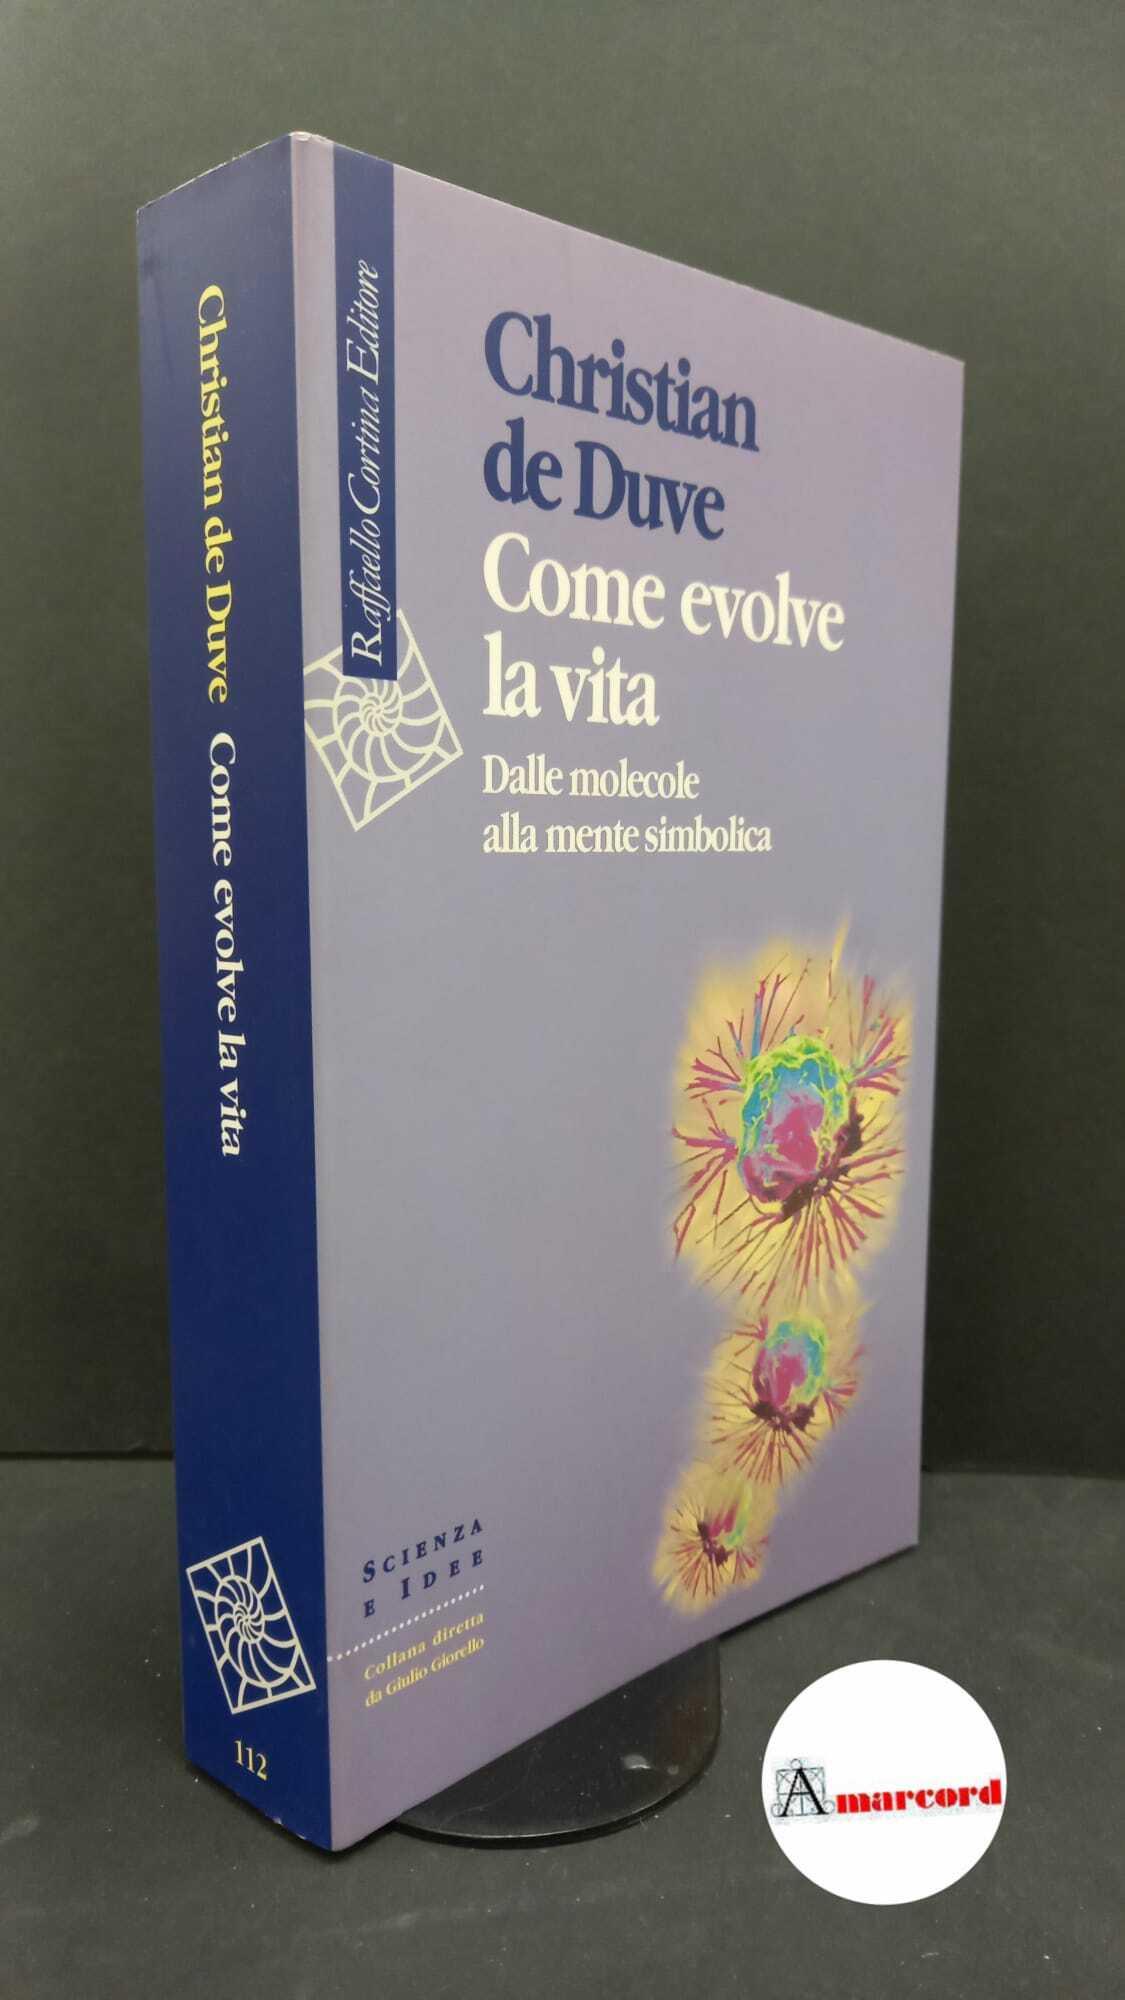 Christian de Duve Come evolve la vita
112
Raffaello Cortina Editore
Christian
de Duve
Come evolve
la vita
Dalle molecole
alla mente simbolica
SCIENZA
E IDEE
Collana diretta
da Giulio Giorello
Amarcord